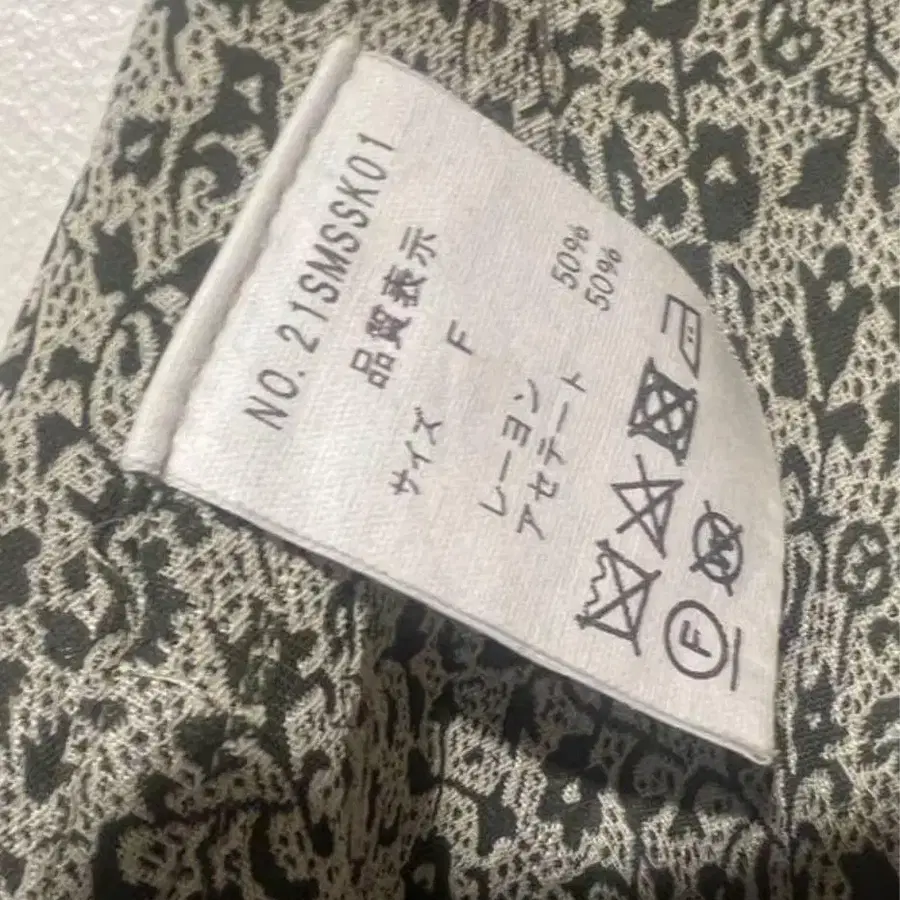 NO.21SMSSK01
品質表示
サイズ F
レーヨン 50%
アセテート 50%
F
W